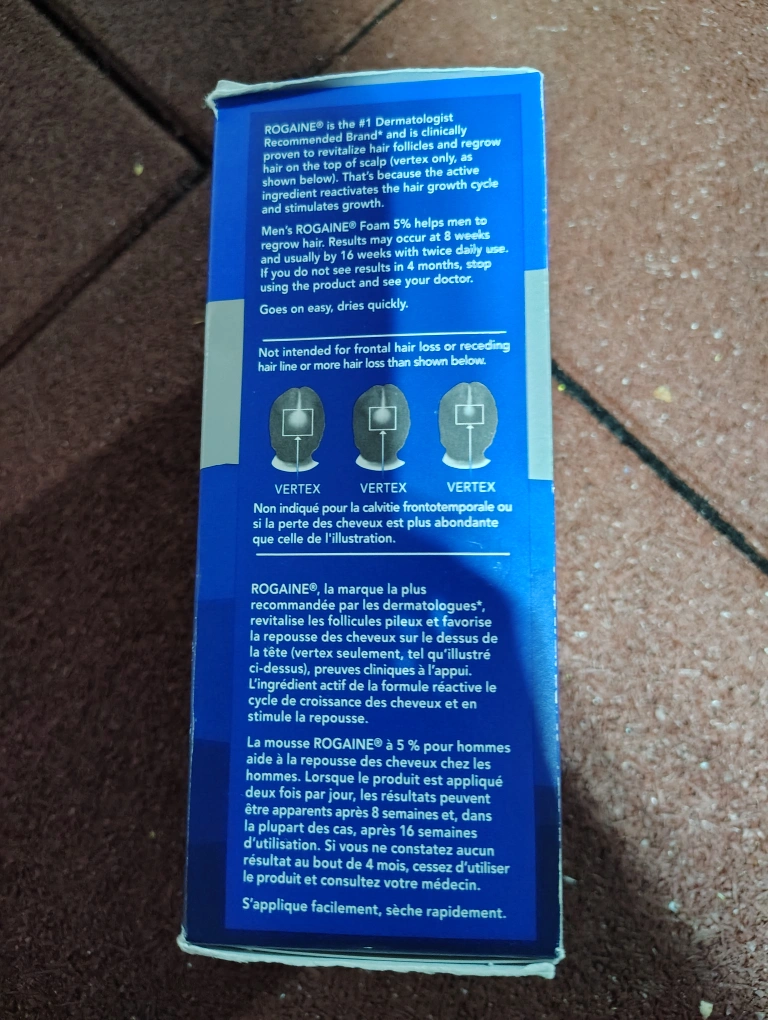 ROGAINE® is the #1 Dermatologist
Recommended Brand* and is clinically
proven to revitalize hair follicles and regrow
hair on the top of scalp (vertex only, as
shown below). That's because the active
ingredient reactivates the hair growth cycle
and stimulates growth.
Men's ROGAINE® Foam 5% helps men to
regrow hair. Results may occur at 8 weeks
and usually by 16 weeks with twice daily use.
If you do not see results in 4 months, stop
using the product and see your doctor.
Goes on easy, dries quickly.
Not intended for frontal hair loss or receding
hair line or more hair loss than shown below.
VERTEX VERTEX VERTEX
Non indiqué pour la calvitie frontotemporale ou
si la perte des cheveux est plus abondante
que celle de l'illustration.
ROGAINE®, la marque la plus
recommandée par les dermatologues*,
revitalise les follicules pileux et favorise
la repousse des cheveux sur le dessus de
la tête (vertex seulement, tel qu'illustré
ci-dessus), preuves cliniques à l'appui.
L'ingrédient actif de la formule réactive le
cycle de croissance des cheveux et en
stimule la repousse.
La mousse ROGAINE® à 5 % pour hommes
aide à la repousse des cheveux chez les
hommes. Lorsque le produit est appliqué
deux fois par jour, les résultats peuvent
être apparents après 8 semaines et, dans
la plupart des cas, après 16 semaines
d'utilisation. Si vous ne constatez aucun
résultat au bout de 4 mois, cessez d'utiliser
le produit et consultez votre médecin.
S'applique facilement, sèche rapidement.